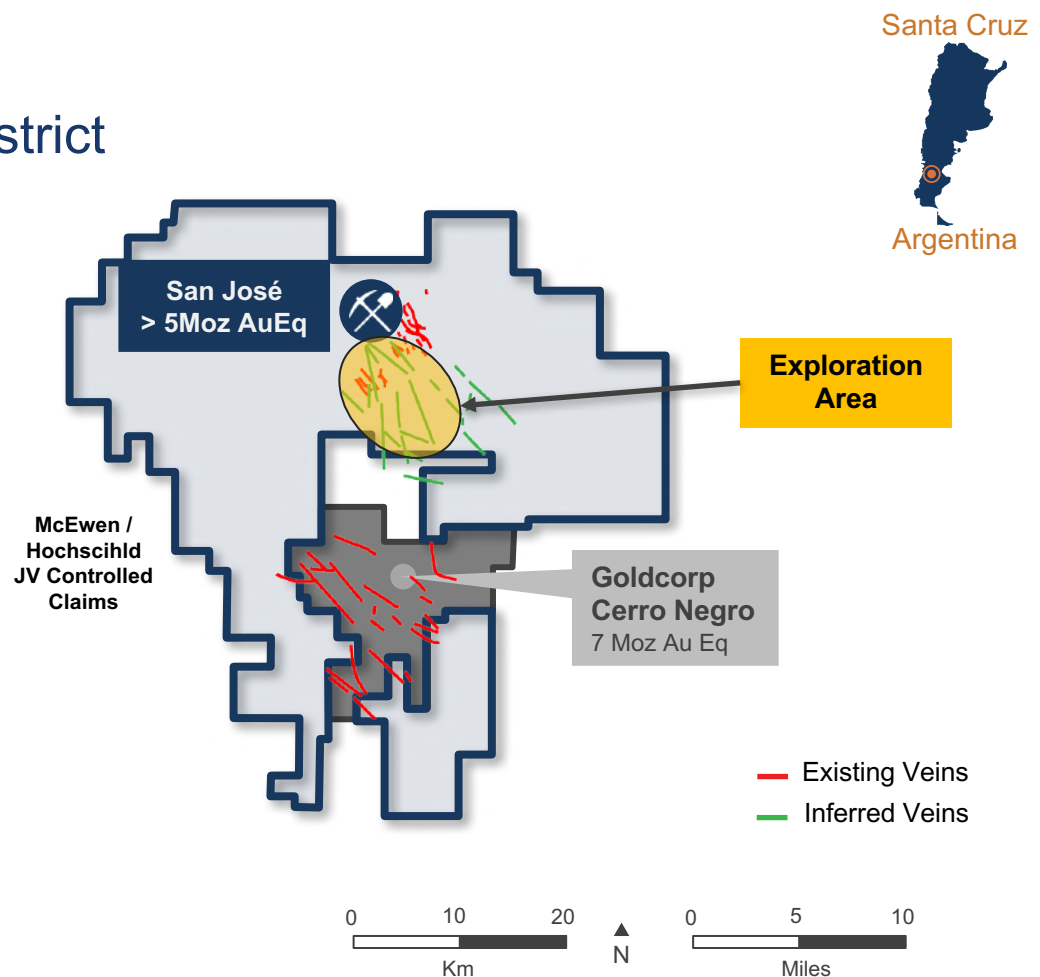 Santa Cruz
strict
Argentina
San José
> 5Moz AuEq
Exploration
Area
McEwen /
Hochscihld
JV Controlled
Claims
Goldcorp
Cerro Negro
7 Moz Au Eq
Existing Veins
Inferred Veins
0 10 20
Km
N
0 5 10
Miles